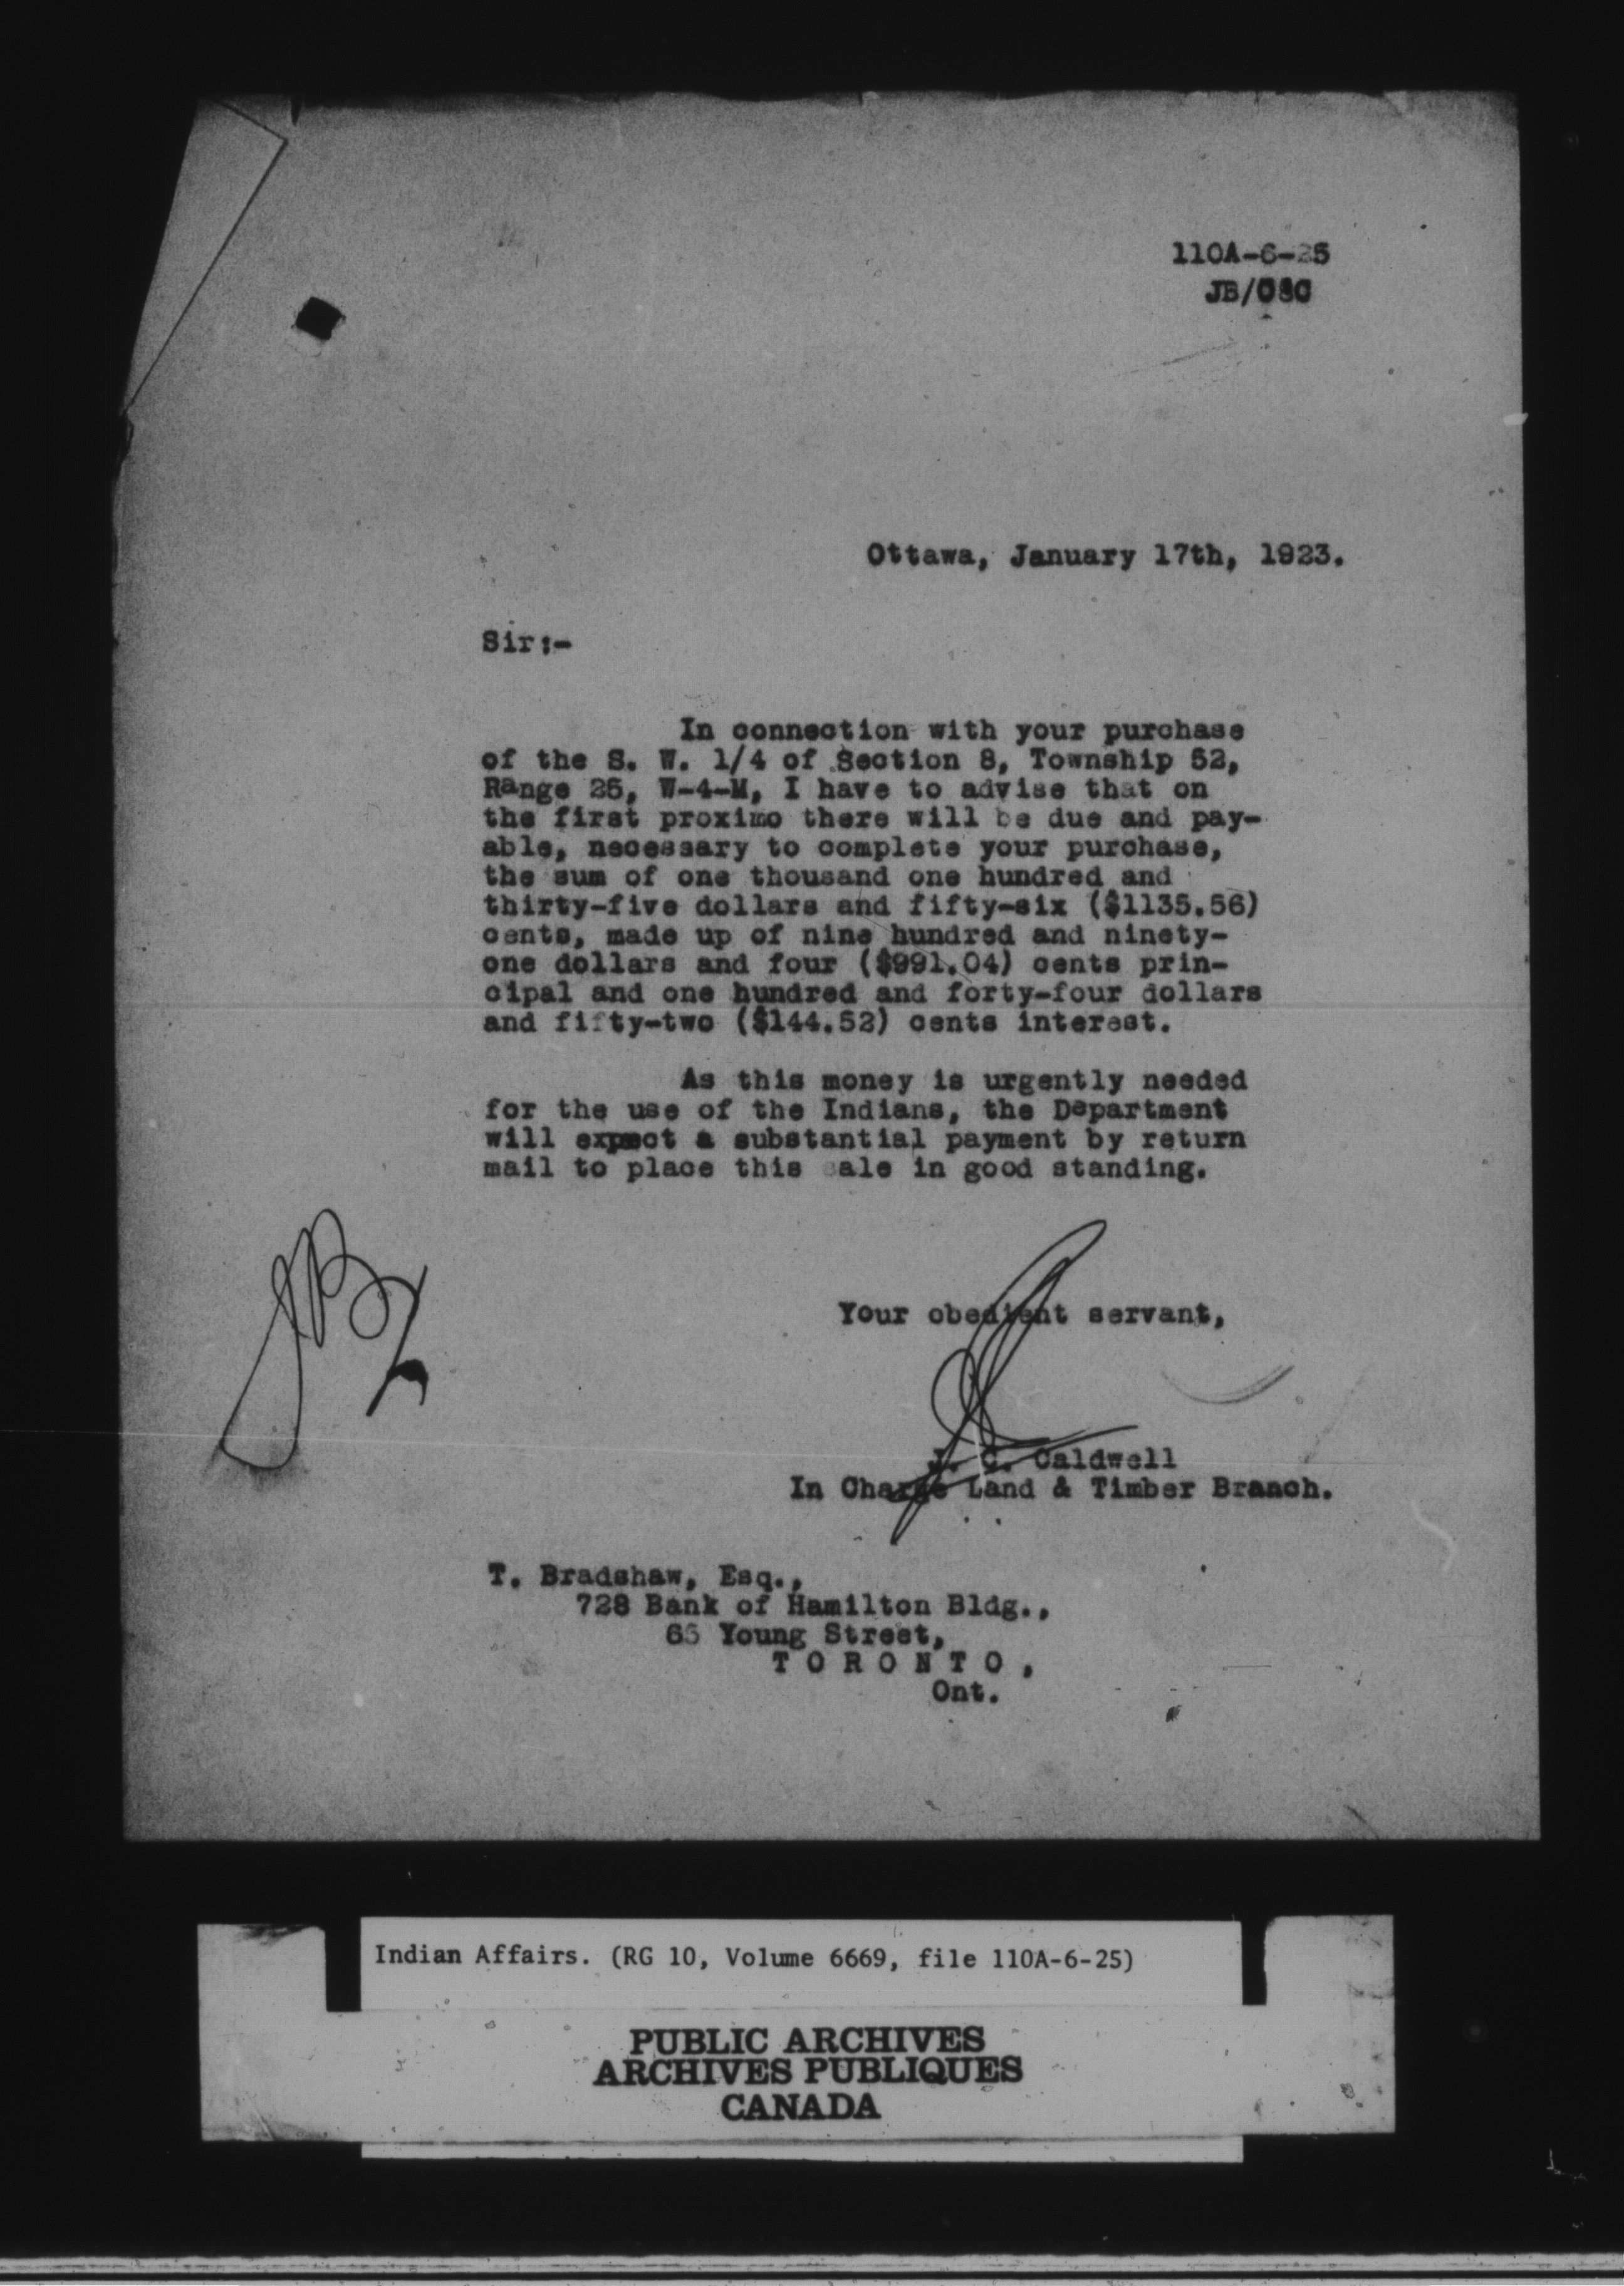 110A-6-25
JB/
Ottawa, January 17th, 1923.
Sir:-
In connection with your purchase
of the S. W. 1/4 of Section 8, Township 52,
Range 25, W-4-M, I have to advise that on
the first proximo there will be due and pay-
able, necessary to complete your purchase,
the sum of one thousand one hundred and
thirty-five dollars and fifty-six ($1135.56)
cents, made up of nine hundred and ninety-
one dollars and four ($991.04) cents prin-
cipal and one hundred and forty-four dollars
and fifty-two ($144.52) cents interest.
As this money is urgently needed
for the use of the Indians, the Department
will expect a substantial payment by return
mail to place this sale in good standing.
Your obedient servant,
J. C. Caldwell
In Charge Land & Timber Branch.
T. Bradshaw, Esq.,
728 Bank of Hamilton Bldg.,
Young Street,
TORONTO,
Ont.
Indian Affairs. (RG 10, Volume 6669, file 110A-6-25)
PUBLIC ARCHIVES
ARCHIVES PUBLIQUES
CANADA